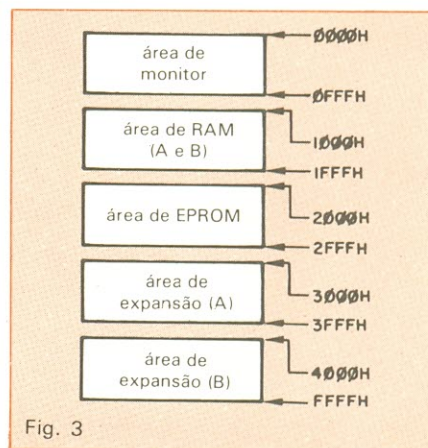 ØØØØH
área de
monitor
ØFFFH
área de RAM
(A e B)
1ØØØH
1FFFH
área de EPROM
2ØØØH
2FFFH
área de
expansão (A)
3ØØØH
3FFFH
área de
expansão (B)
4ØØØH
FFFFH
Fig. 3